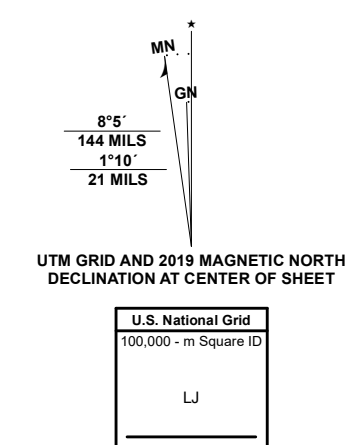 ★
MN
GN
8°5´
144 MILS
1°10´
21 MILS
UTM GRID AND 2019 MAGNETIC NORTH
DECLINATION AT CENTER OF SHEET
U.S. National Grid
100,000 - m Square ID
LJ